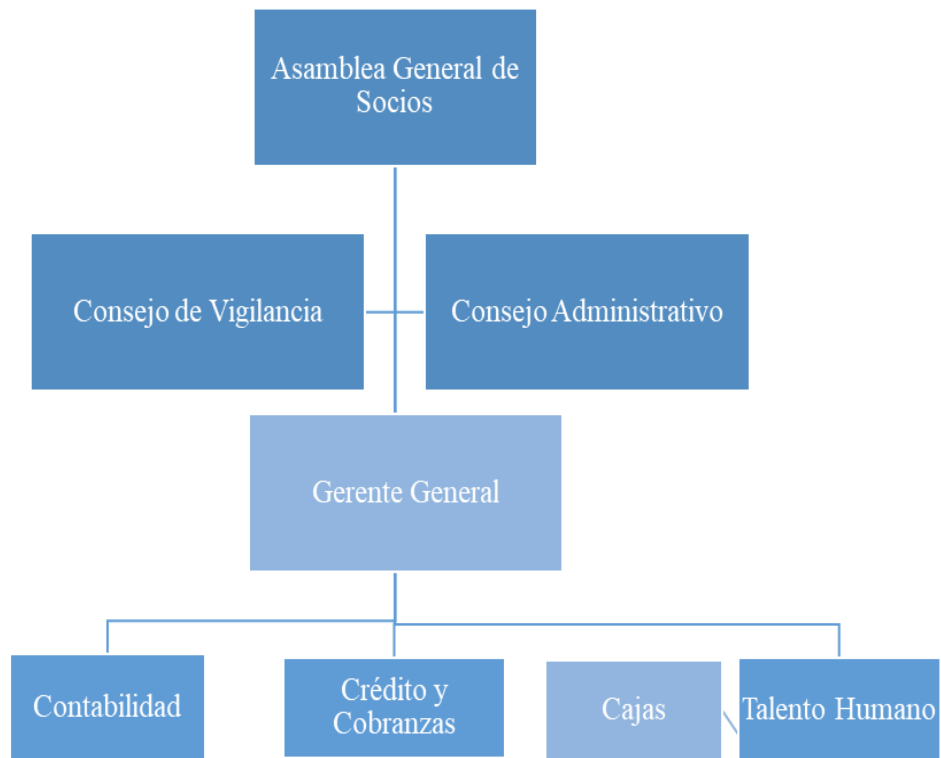 Asamblea General de
Socios
Consejo de Vigilancia
Consejo Administrativo
Gerente General
Contabilidad
Crédito y
Cobranzas
Cajas
Talento Humano